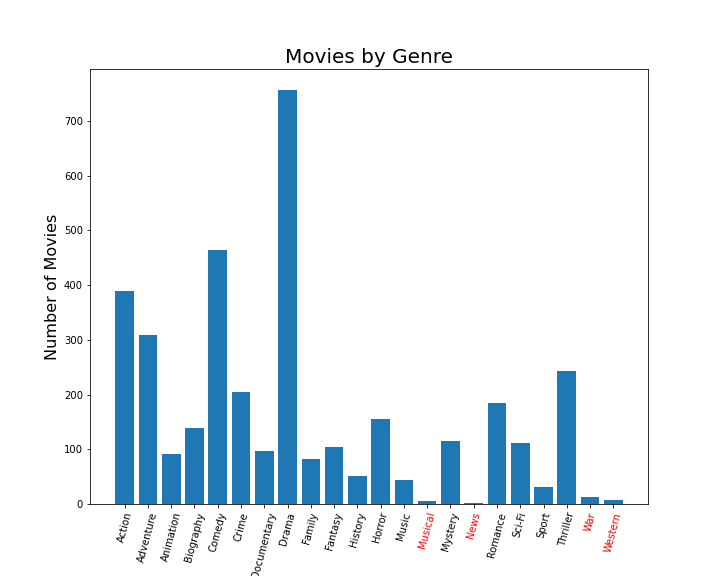 Movies by Genre
Number of Movies
700
600
500
400
300
200
100
0
Action
Adventure
Animation
Biography
Comedy
Crime
Documentary
Drama
Family
Fantasy
History
Horror
Music
Musical
Mystery
News
Romance
Sci-Fi
Sport
Thriller
War
Western